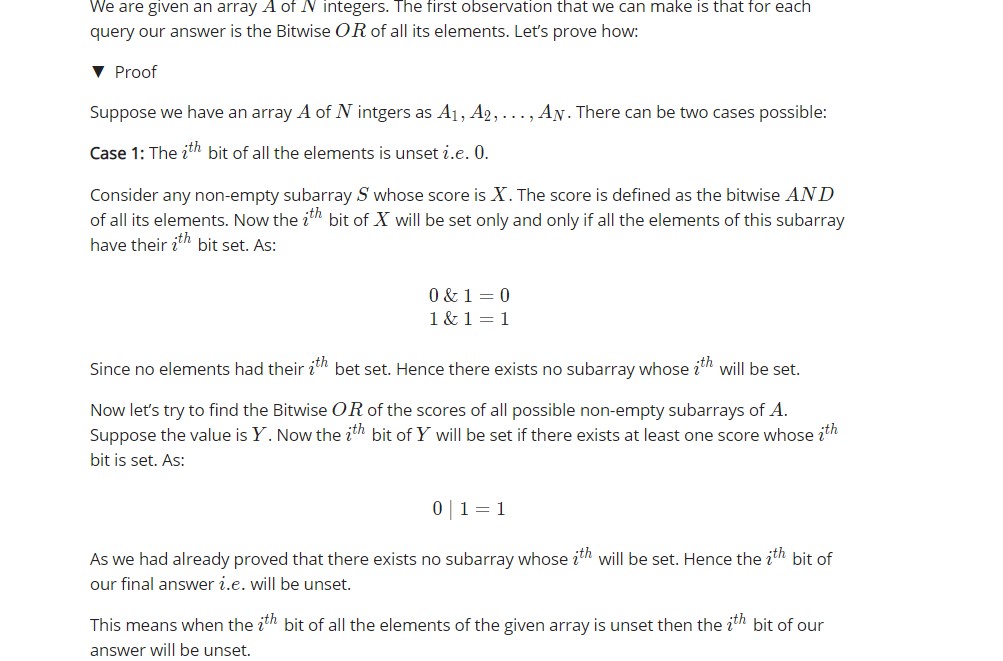 We are given an array A of N integers. The first observation that we can make is that for each
query our answer is the Bitwise OR of all its elements. Let's prove how:
▼ Proof
Suppose we have an array A of N intgers as A₁, A₂, . . . , A_N. There can be two cases possible:
Case 1: The i^th bit of all the elements is unset i.e. 0.
Consider any non-empty subarray S whose score is X. The score is defined as the bitwise AND
of all its elements. Now the i^th bit of X will be set only and only if all the elements of this subarray
have their i^th bit set. As:
0 & 1 = 0
1 & 1 = 1
Since no elements had their i^th bet set. Hence there exists no subarray whose i^th will be set.
Now let's try to find the Bitwise OR of the scores of all possible non-empty subarrays of A.
Suppose the value is Y. Now the i^th bit of Y will be set if there exists at least one score whose i^th
bit is set. As:
0 | 1 = 1
As we had already proved that there exists no subarray whose i^th will be set. Hence the i^th bit of
our final answer i.e. will be unset.
This means when the i^th bit of all the elements of the given array is unset then the i^th bit of our
answer will be unset.